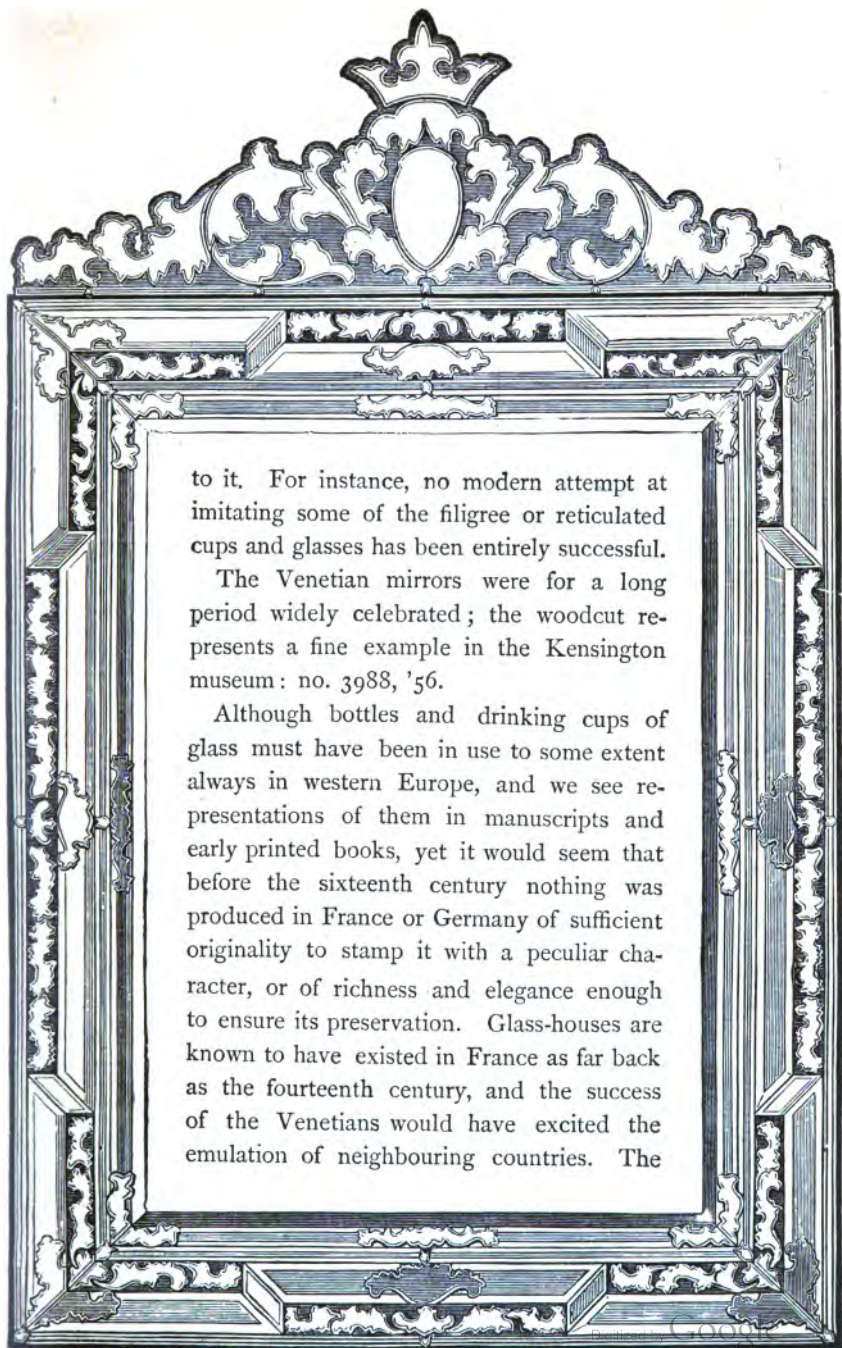 to it. For instance, no modern attempt at
imitating some of the filigree or reticulated
cups and glasses has been entirely successful.
The Venetian mirrors were for a long
period widely celebrated; the woodcut re-
presents a fine example in the Kensington
museum: no. 3988, '56.
Although bottles and drinking cups of
glass must have been in use to some extent
always in western Europe, and we see re-
presentations of them in manuscripts and
early printed books, yet it would seem that
before the sixteenth century nothing was
produced in France or Germany of sufficient
originality to stamp it with a peculiar cha-
racter, or of richness and elegance enough
to ensure its preservation. Glass-houses are
known to have existed in France as far back
as the fourteenth century, and the success
of the Venetians would have excited the
emulation of neighbouring countries. The
Digitized by Google